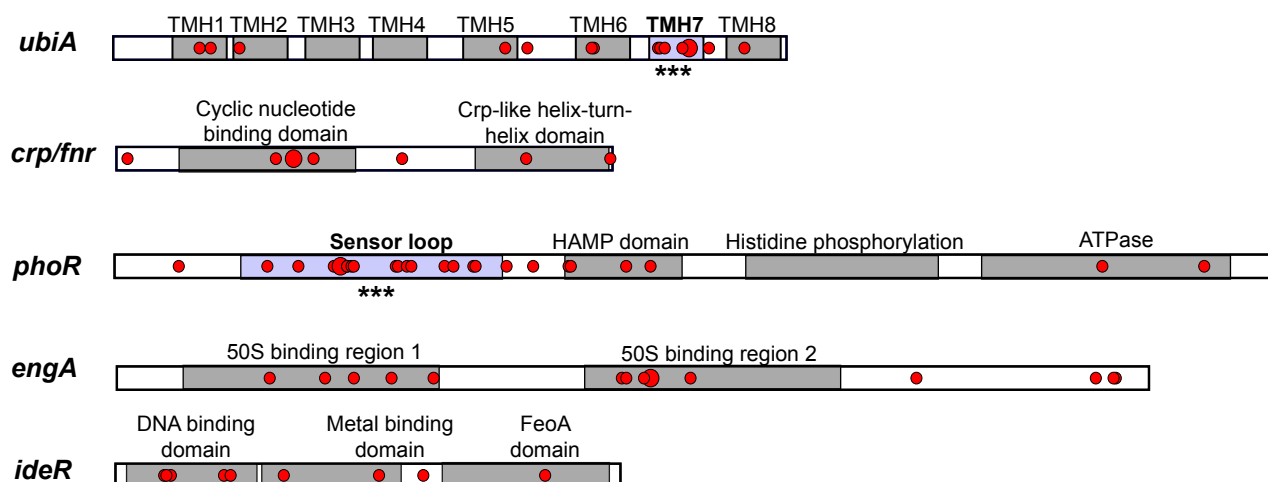 TMH1 TMH2 TMH3 TMH4 TMH5 TMH6 TMH7 TMH8
ubiA
***
Cyclic nucleotide
binding domain
Crp-like helix-turn-
helix domain
crp/fnr
Sensor loop
HAMP domain
Histidine phosphorylation
ATPase
phoR
***
50S binding region 1
50S binding region 2
engA
DNA binding
domain
Metal binding
domain
FeoA
domain
ideR